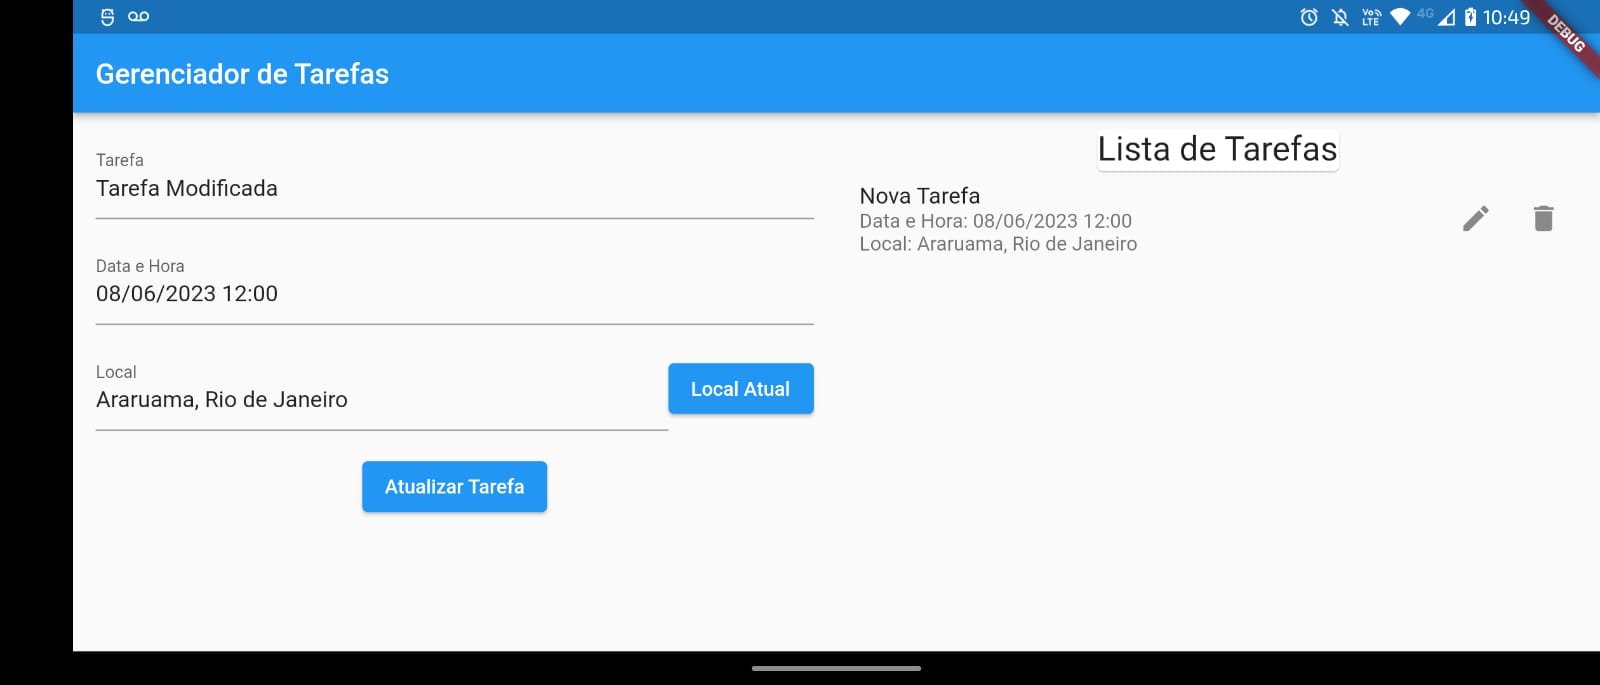 VoLTE 4G 10:49
DEBUG
Gerenciador de Tarefas
Tarefa
Tarefa Modificada
Data e Hora
08/06/2023 12:00
Local
Araruama, Rio de Janeiro
Local Atual
Atualizar Tarefa
Lista de Tarefas
Nova Tarefa
Data e Hora: 08/06/2023 12:00
Local: Araruama, Rio de Janeiro